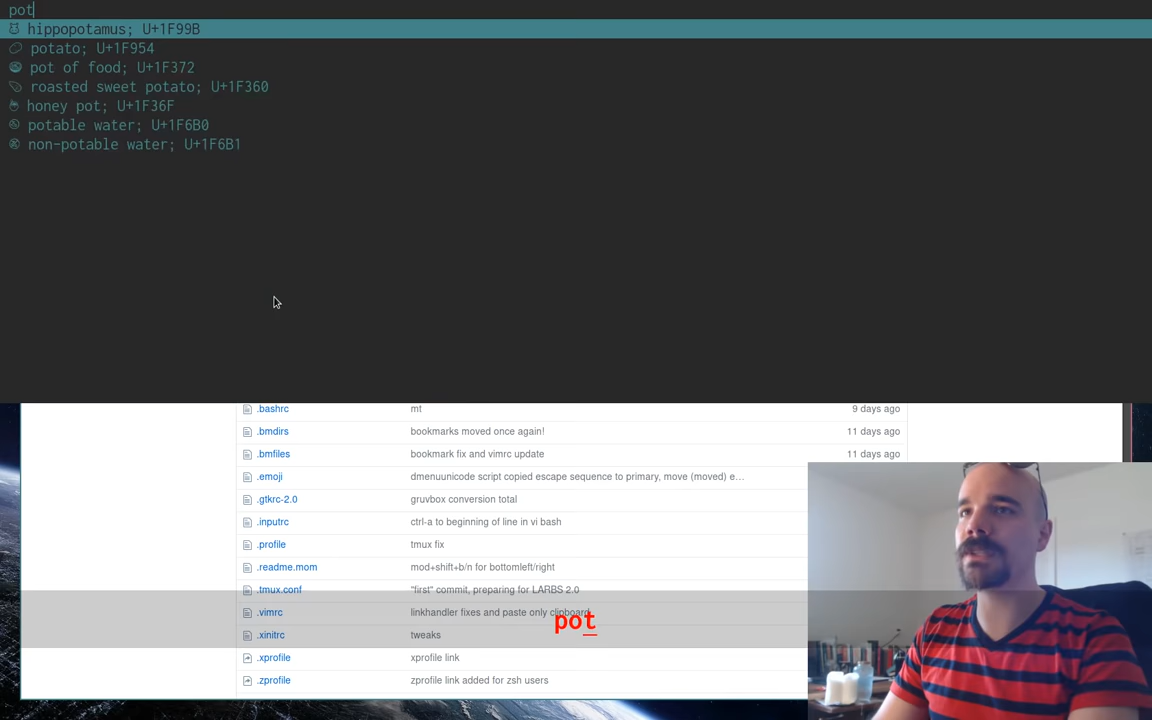 pot
hippopotamus; U+1F99B
potato; U+1F954
pot of food; U+1F372
roasted sweet potato; U+1F360
honey pot; U+1F36F
potable water; U+1F6B0
non-potable water; U+1F6B1
.bashrc mt 9 days ago
.bmdirs bookmarks moved once again! 11 days ago
.bmfiles bookmark fix and vimrc update 11 days ago
.emoji dmenuunicode script copied escape sequence to primary, move (moved) e…
.gtkrc-2.0 gruvbox conversion total
.inputrc ctrl-a to beginning of line in vi bash
.profile tmux fix
.readme.mom mod+shift+b/n for bottomleft/right
.tmux.conf "first" commit, preparing for LARBS 2.0
.vimrc linkhandler fixes and paste only clipboard
pot
.xinitrc tweaks
.xprofile xprofile link
.zprofile zprofile link added for zsh users